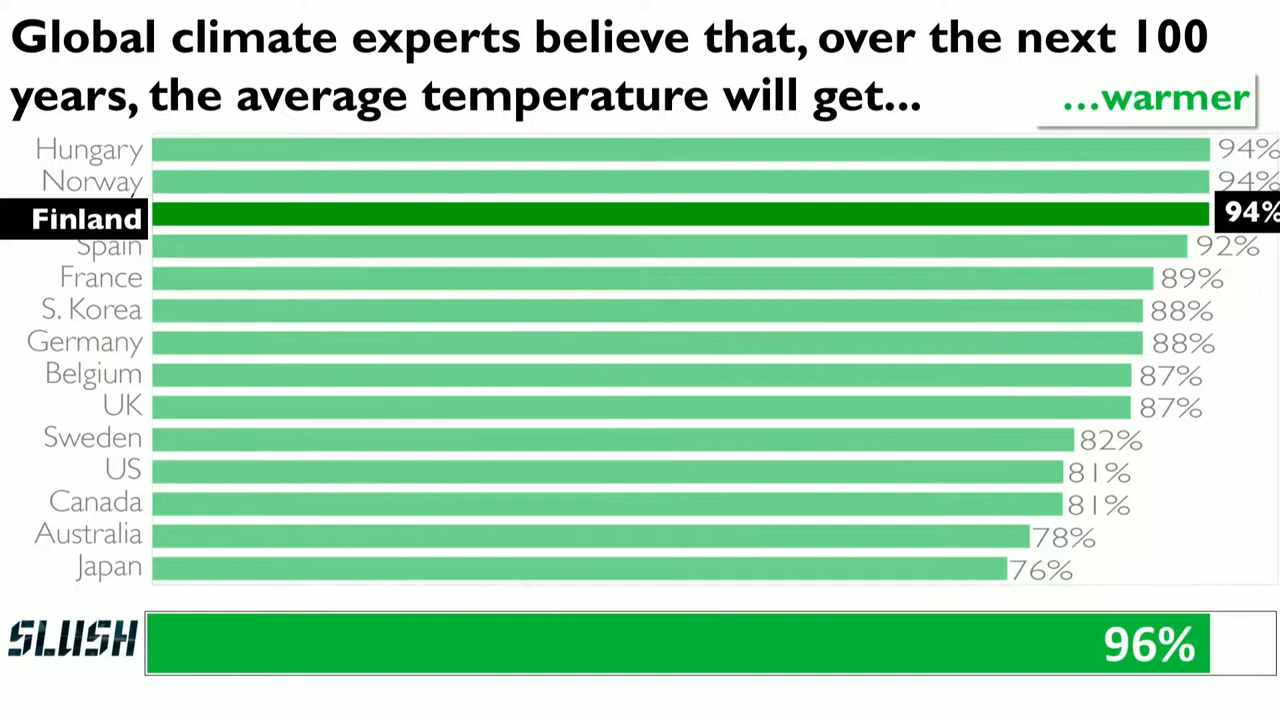 Global climate experts believe that, over the next 100
years, the average temperature will get...
...warmer
Hungary 94%
Norway 94%
Finland 94%
Spain 92%
France 89%
S. Korea 88%
Germany 88%
Belgium 87%
UK 87%
Sweden 82%
US 81%
Canada 81%
Australia 78%
Japan 76%
SLUSH 96%